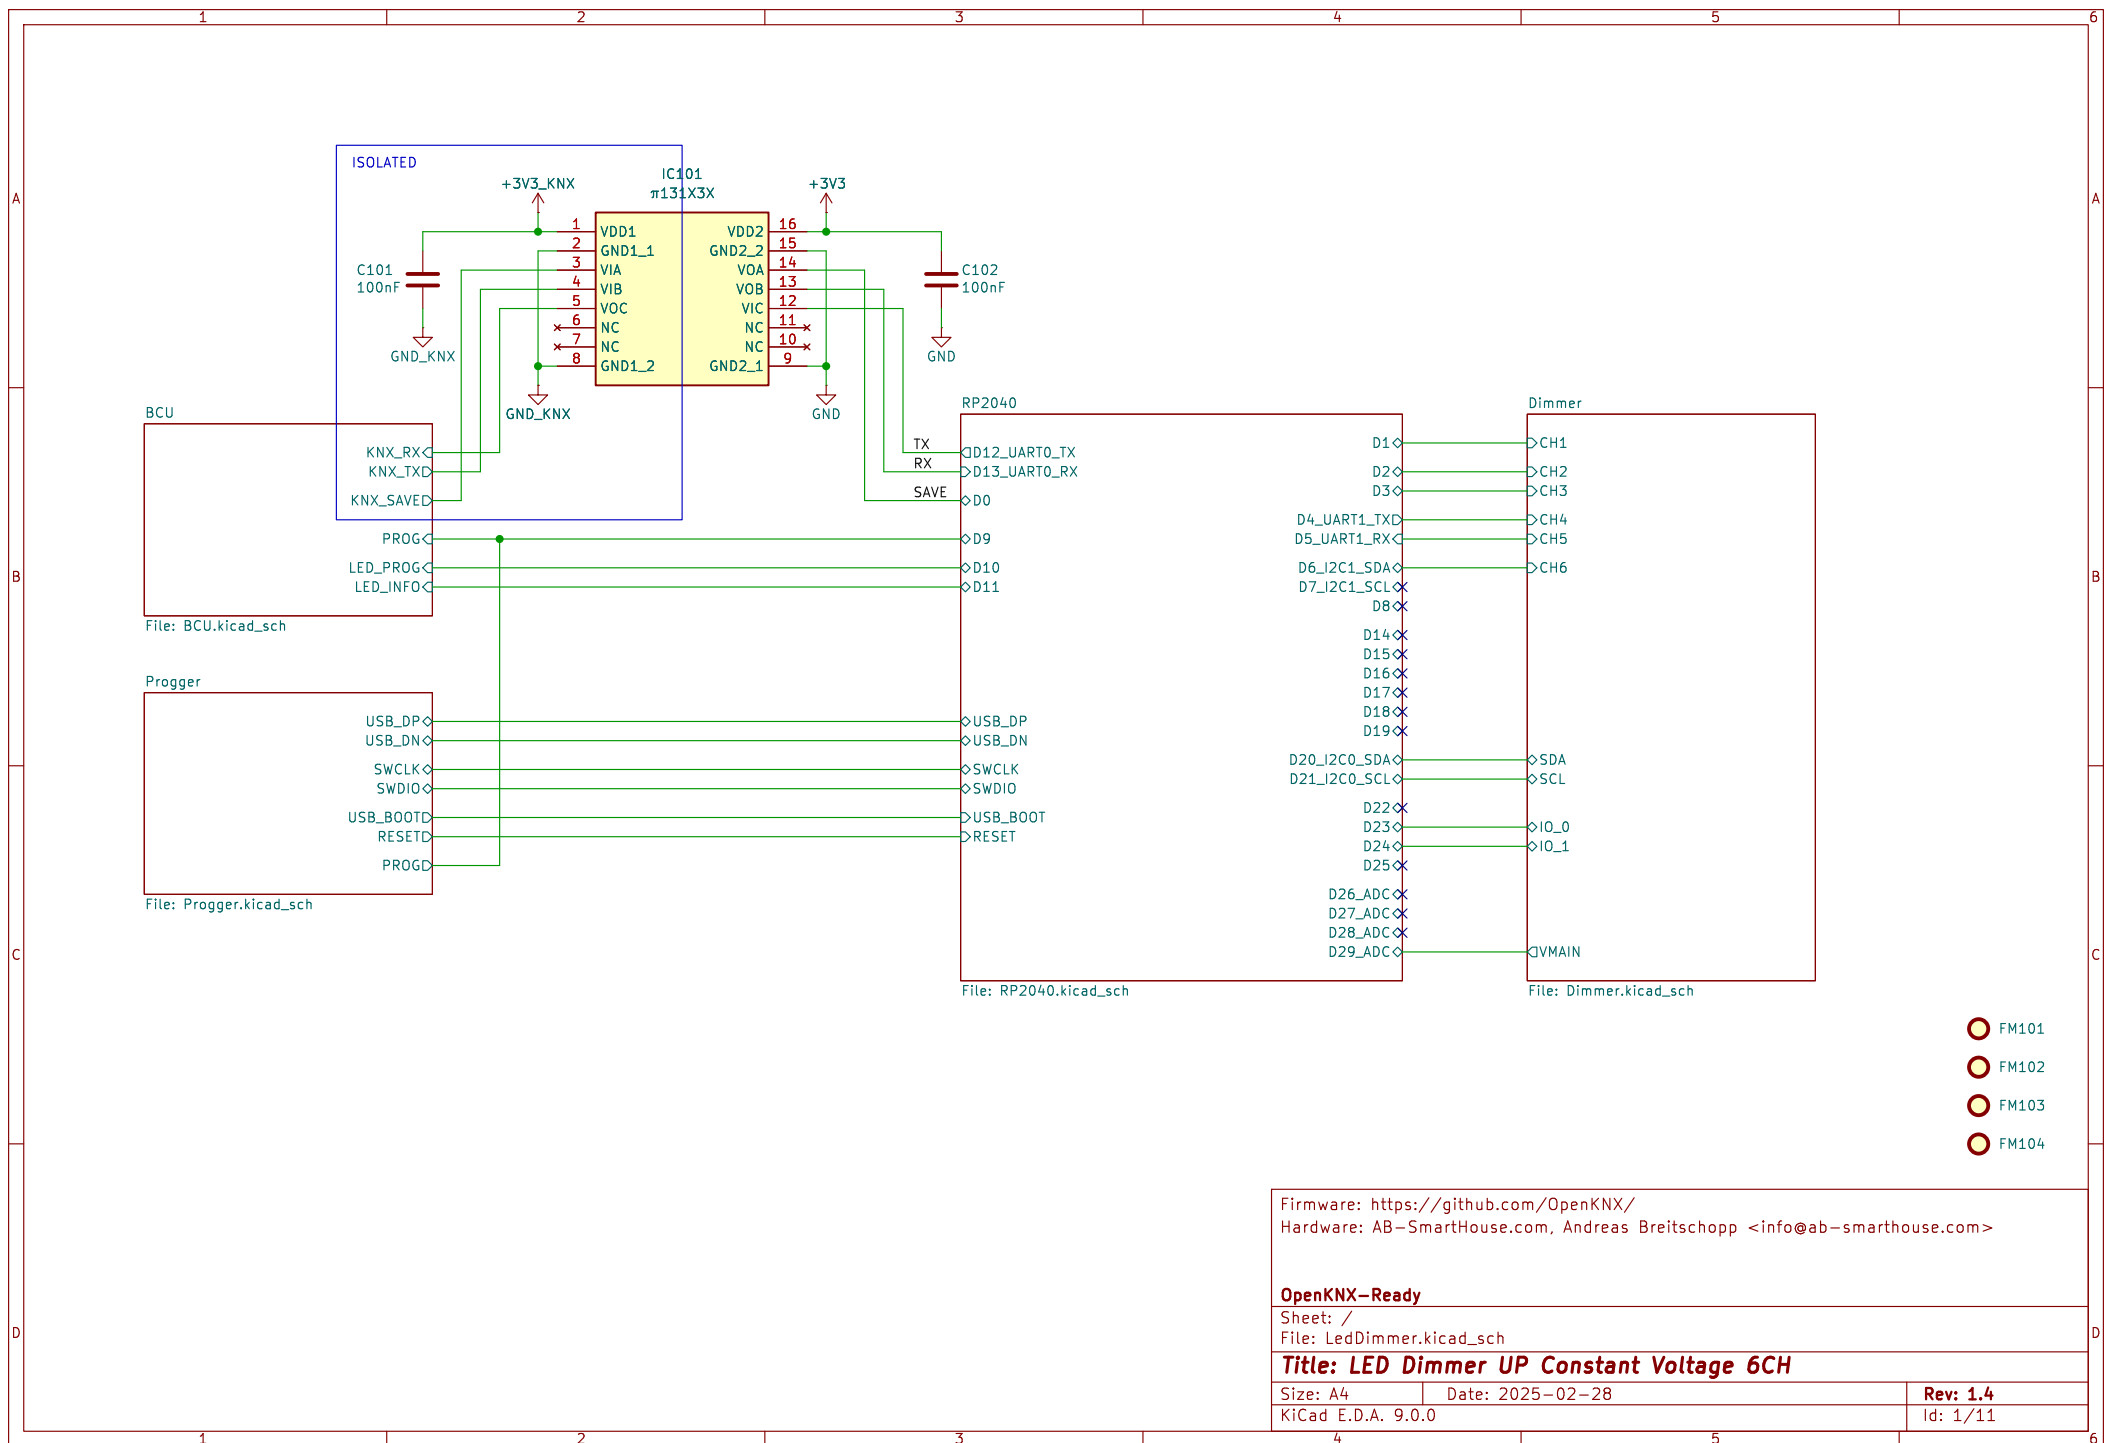 1 2 3 4 5 6
A A
B B
C C
D D
ISOLATED
+3V3_KNX
IC101
π131X3X
+3V3
1 VDD1 VDD2 16
2 GND1_1 GND2_2 15
3 VIA VOA 14
4 VIB VOB 13
5 VOC VIC 12
6 NC NC 11
7 NC NC 10
8 GND1_2 GND2_1 9
C101
100nF
GND_KNX
GND_KNX
C102
100nF
GND
GND
BCU
KNX_RX
KNX_TX
KNX_SAVE
PROG
LED_PROG
LED_INFO
File: BCU.kicad_sch
Progger
USB_DP
USB_DN
SWCLK
SWDIO
USB_BOOT
RESET
PROG
File: Progger.kicad_sch
TX
RX
SAVE
RP2040
D12_UART0_TX
D13_UART0_RX
D0
D9
D10
D11
USB_DP
USB_DN
SWCLK
SWDIO
USB_BOOT
RESET
D1
D2
D3
D4_UART1_TX
D5_UART1_RX
D6_I2C1_SDA
D7_I2C1_SCL
D8
D14
D15
D16
D17
D18
D19
D20_I2C0_SDA
D21_I2C0_SCL
D22
D23
D24
D25
D26_ADC
D27_ADC
D28_ADC
D29_ADC
File: RP2040.kicad_sch
Dimmer
CH1
CH2
CH3
CH4
CH5
CH6
SDA
SCL
IO_0
IO_1
VMAIN
File: Dimmer.kicad_sch
FM101
FM102
FM103
FM104
Firmware: https://github.com/OpenKNX/
Hardware: AB-SmartHouse.com, Andreas Breitschopp <info@ab-smarthouse.com>
OpenKNX-Ready
Sheet: /
File: LedDimmer.kicad_sch
Title: LED Dimmer UP Constant Voltage 6CH
Size: A4 Date: 2025-02-28 Rev: 1.4
KiCad E.D.A. 9.0.0 Id: 1/11
1 2 3 4 5 6